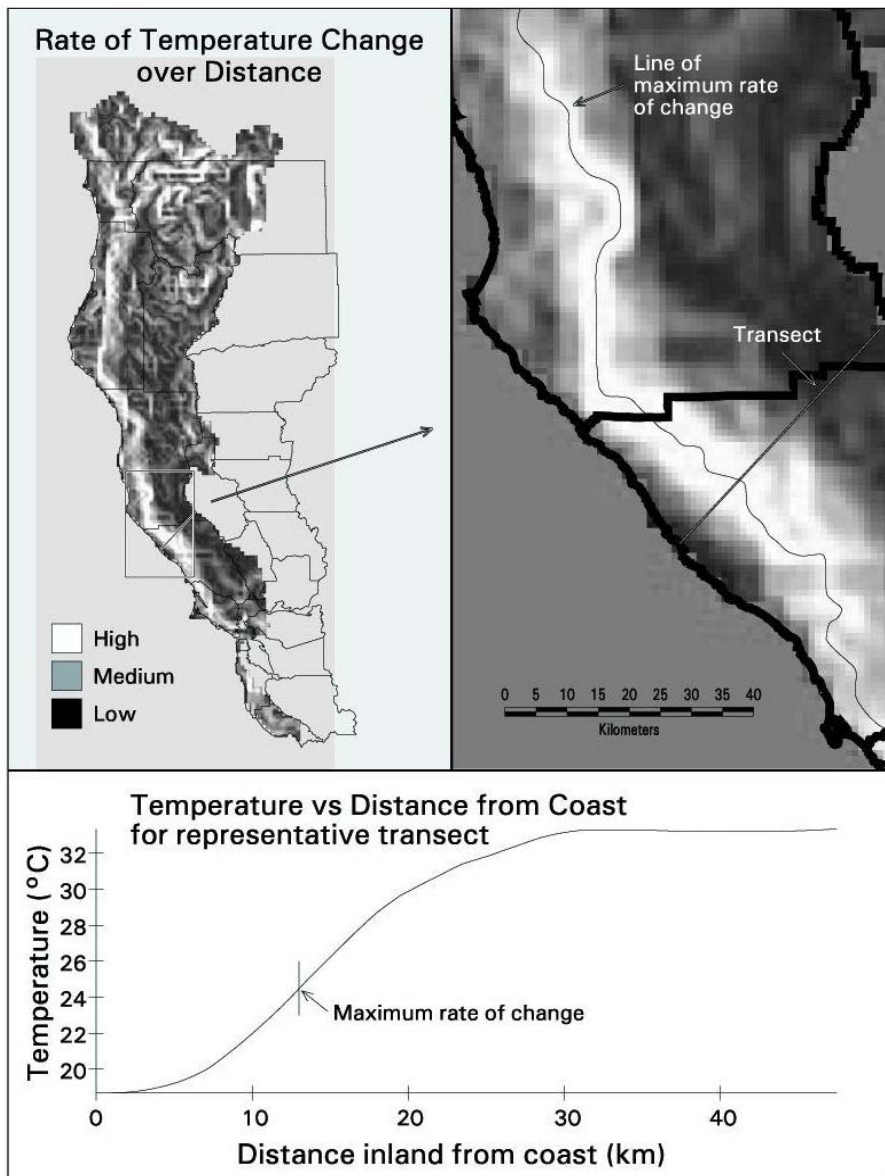 Rate of Temperature Change
over Distance
High
Medium
Low
Line of
maximum rate
of change
Transect
0 5 10 15 20 25 30 35 40
Kilometers
Temperature vs Distance from Coast
for representative transect
Temperature (°C)
32
30
28
26
24
22
20
Maximum rate of change
0 10 20 30 40
Distance inland from coast (km)